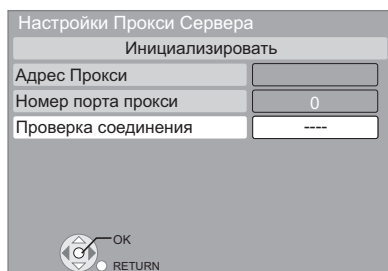 Настройки Прокси Сервера
Инициализировать
Адрес Прокси
Номер порта прокси 0
Проверка соединения ----
OK
RETURN